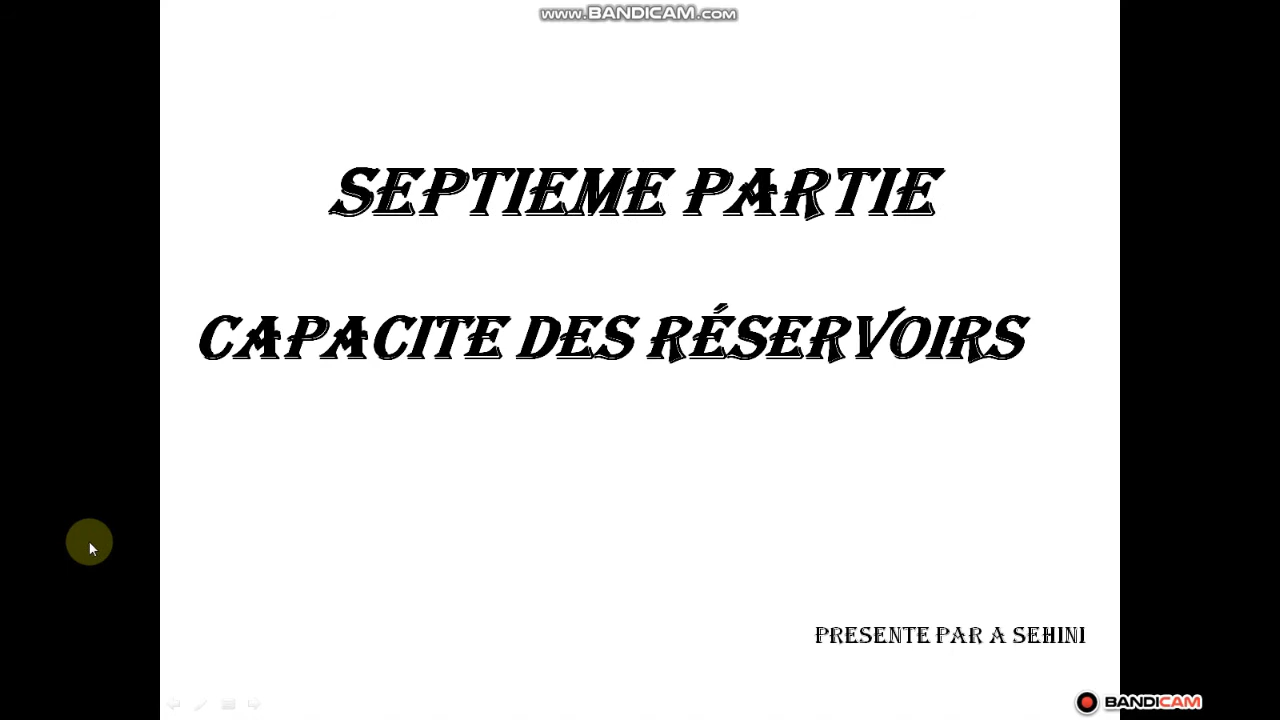 www.BANDICAM.com
SEPTIEME PARTIE
CAPACITE DES RÉSERVOIRS
PRESENTE PAR A SEHINI
BANDICAM